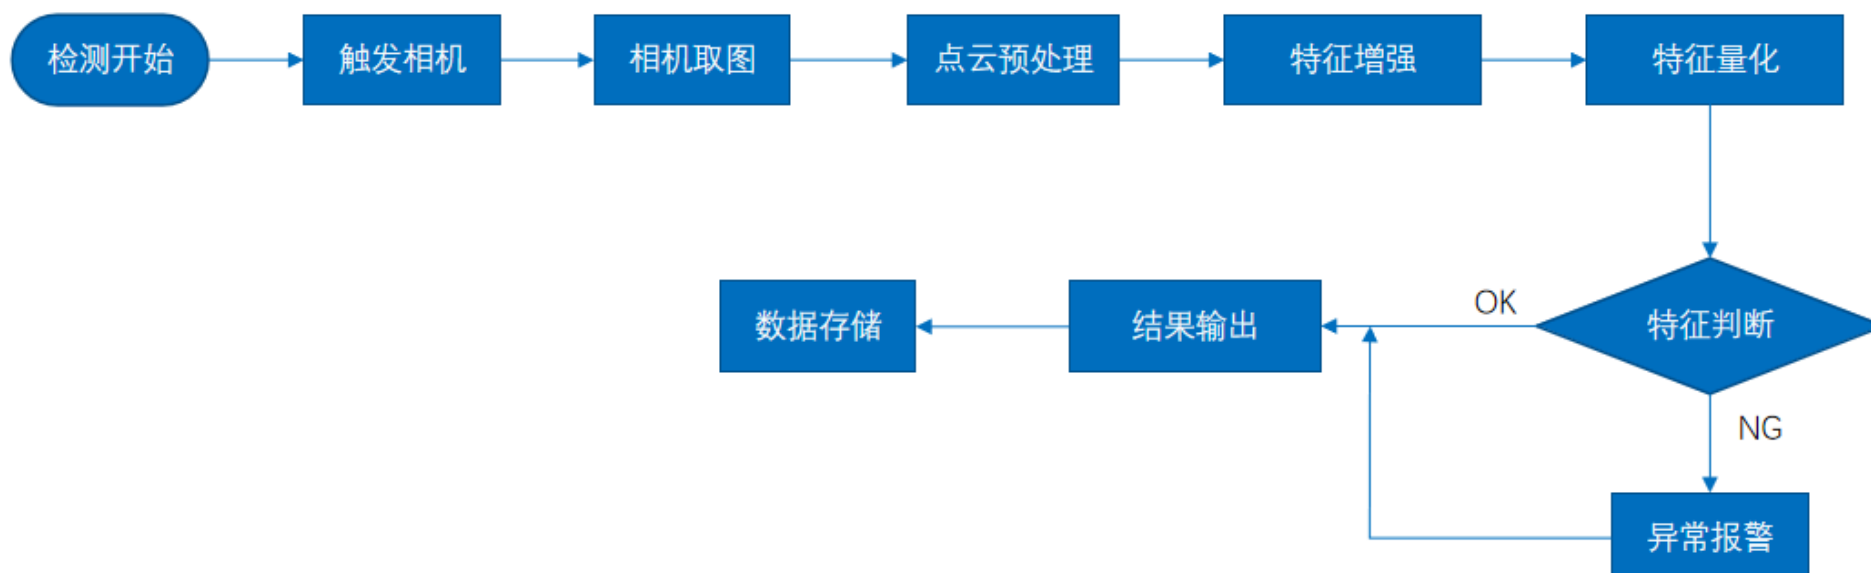 检测开始
触发相机
相机取图
点云预处理
特征增强
特征量化
特征判断
OK
结果输出
数据存储
NG
异常报警